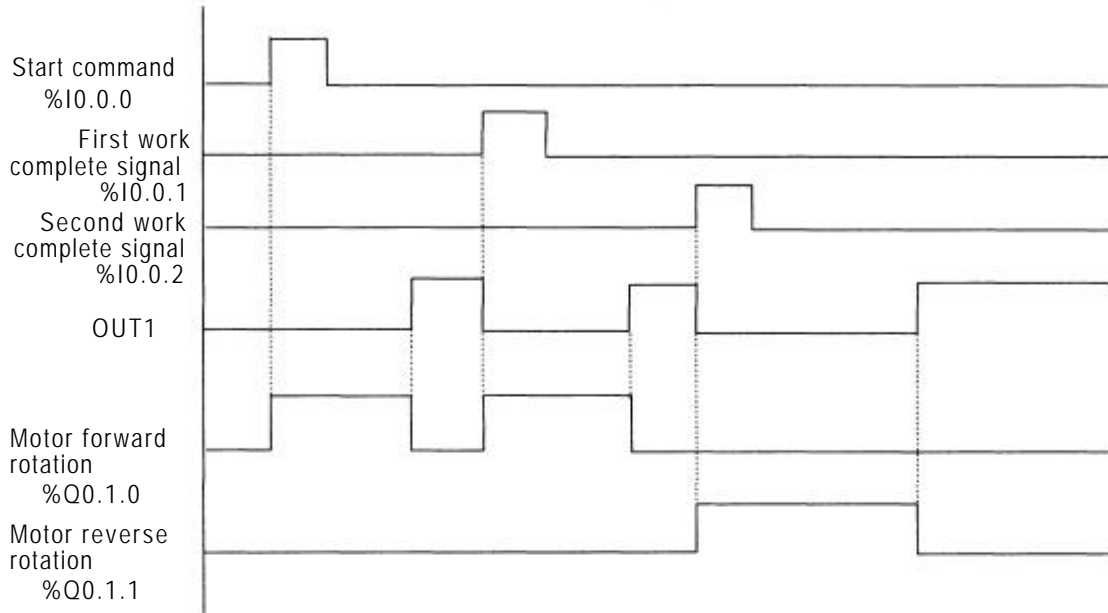 Start command
%I0.0.0
First work
complete signal
%I0.0.1
Second work
complete signal
%I0.0.2
OUT1
Motor forward
rotation
%Q0.1.0
Motor reverse
rotation
%Q0.1.1